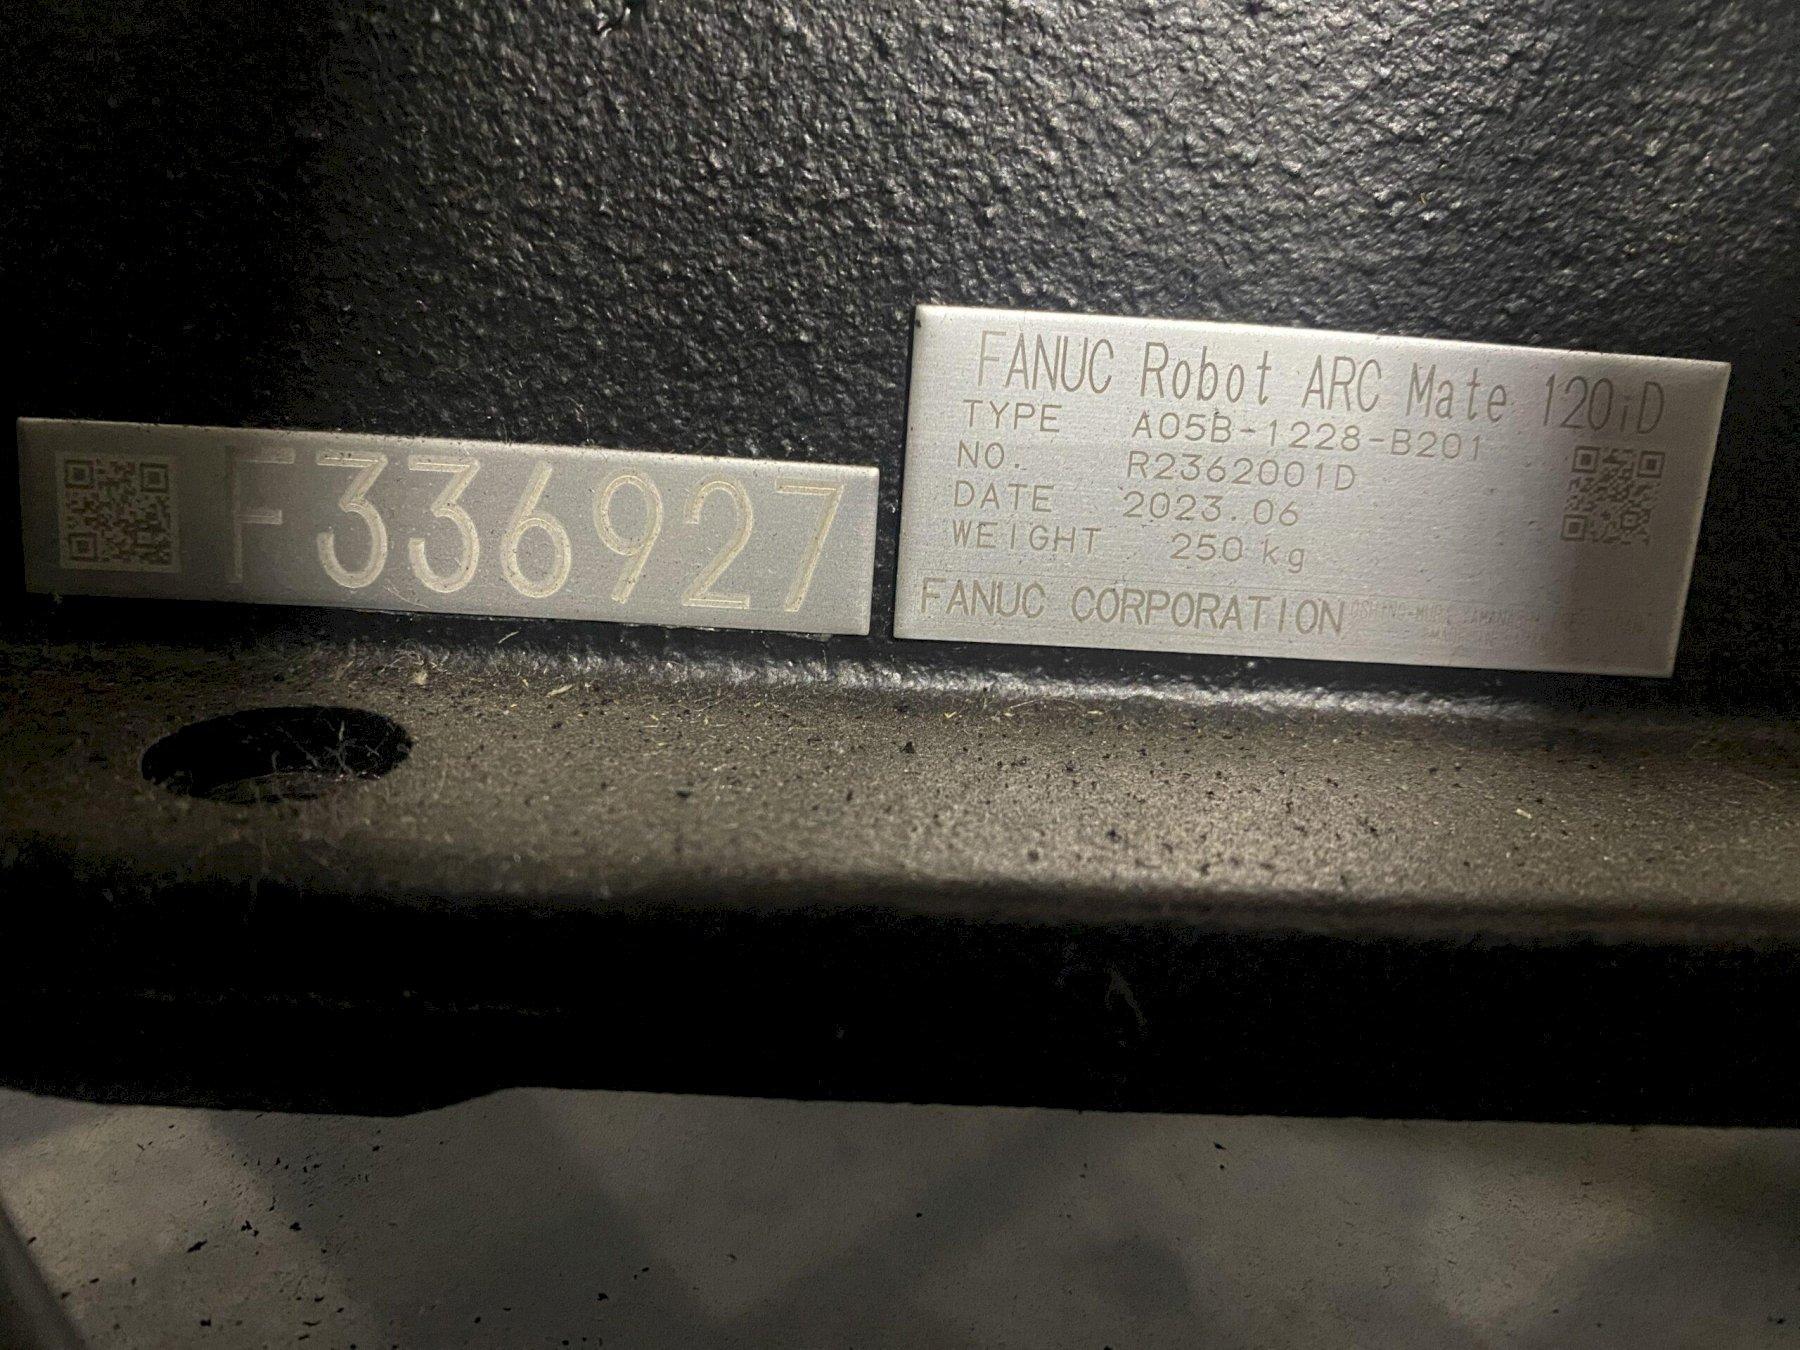 F336927
FANUC Robot ARC Mate 120iD
TYPE A05B-1228-B201
NO. R2362001D
DATE 2023.06
WEIGHT 250 kg
FANUC CORPORATION